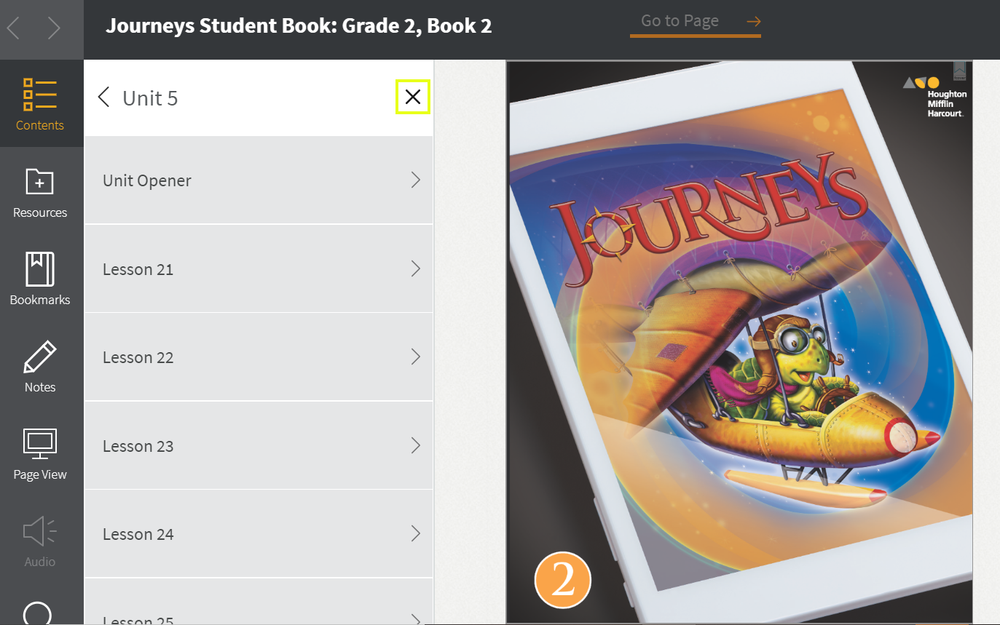 Journeys Student Book: Grade 2, Book 2
Go to Page
Contents
Resources
Bookmarks
Notes
Page View
Audio
Unit 5
Unit Opener
Lesson 21
Lesson 22
Lesson 23
Lesson 24
Lesson 25
Houghton
Mifflin
Harcourt
JOURNEYS
2